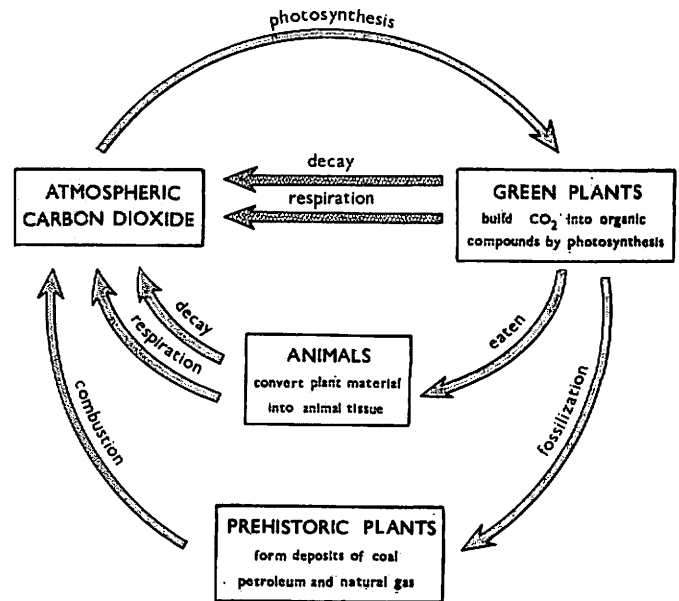 photosynthesis
decay
respiration
ATMOSPHERIC
CARBON DIOXIDE
GREEN PLANTS
build CO₂ into organic
compounds by photosynthesis
decay
respiration
eaten
ANIMALS
convert plant material
into animal tissue
combustion
fossilization
PREHISTORIC PLANTS
form deposits of coal
petroleum and natural gas